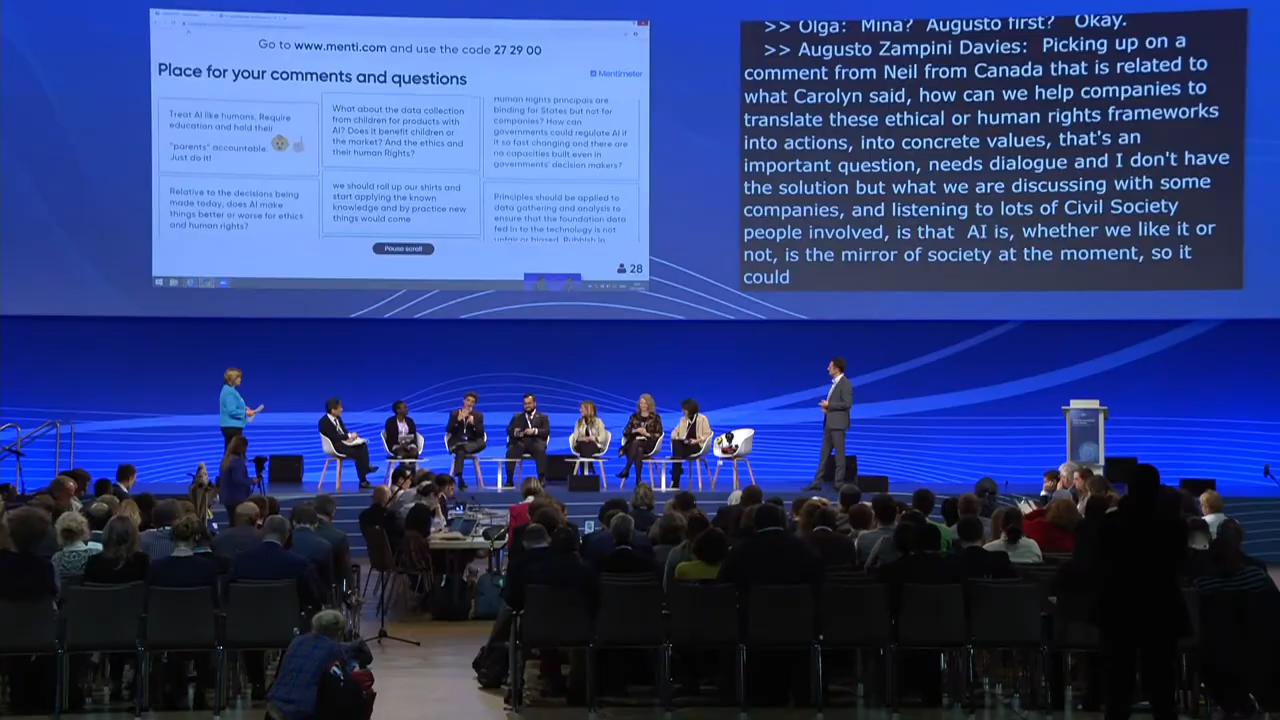 Go to www.menti.com and use the code 27 29 00
Place for your comments and questions
Mentimeter
Treat AI like humans. Require
education and hold their
"parents" accountable.
Just do it!
What about the data collection
from children for products with
AI? Does it benefit children or
the market? And the ethics and
their human Rights?
Human Rights principals are
binding for States but not for
companies? How can
governments could regulate AI if
it so fast changing and there are
no capacities built even in
governments' decision makers?
Relative to the decisions being
made today, does AI make
things better or worse for ethics
and human rights?
we should roll up our shirts and
start applying the known
knowledge and by practice new
things would come
Principles should be applied to
data gathering and analysis to
ensure that the foundation data
fed in to the technology is not
unfair or biased. Rubbish in
Pause scroll
28
>> Olga: Mina? Augusto first? Okay.
>> Augusto Zampini Davies: Picking up on a
comment from Neil from Canada that is related to
what Carolyn said, how can we help companies to
translate these ethical or human rights frameworks
into actions, into concrete values, that's an
important question, needs dialogue and I don't have
the solution but what we are discussing with some
companies, and listening to lots of Civil Society
people involved, is that AI is, whether we like it or
not, is the mirror of society at the moment, so it
could